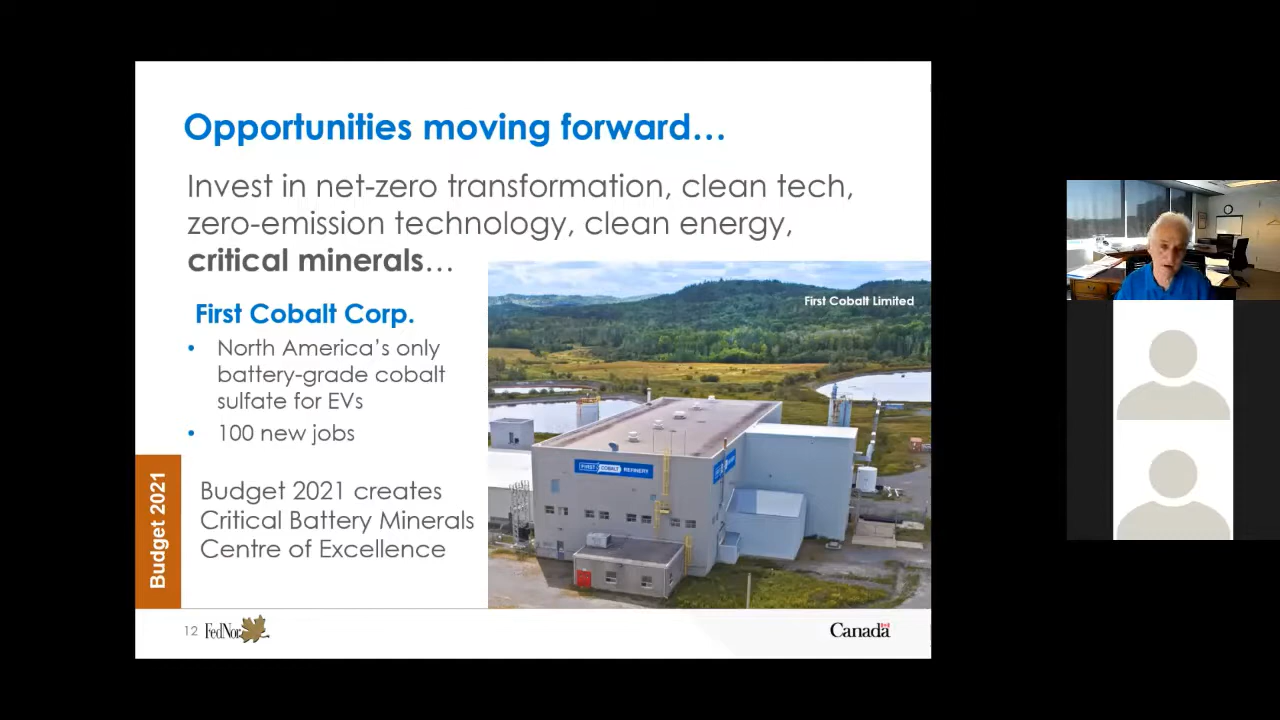 Opportunities moving forward…
Invest in net-zero transformation, clean tech,
zero-emission technology, clean energy,
critical minerals…
First Cobalt Limited
First Cobalt Corp.
• North America’s only
battery-grade cobalt
sulfate for EVs
• 100 new jobs
FIRST COBALT REFINERY
Budget 2021
Budget 2021 creates
Critical Battery Minerals
Centre of Excellence
12 FedNor
Canada